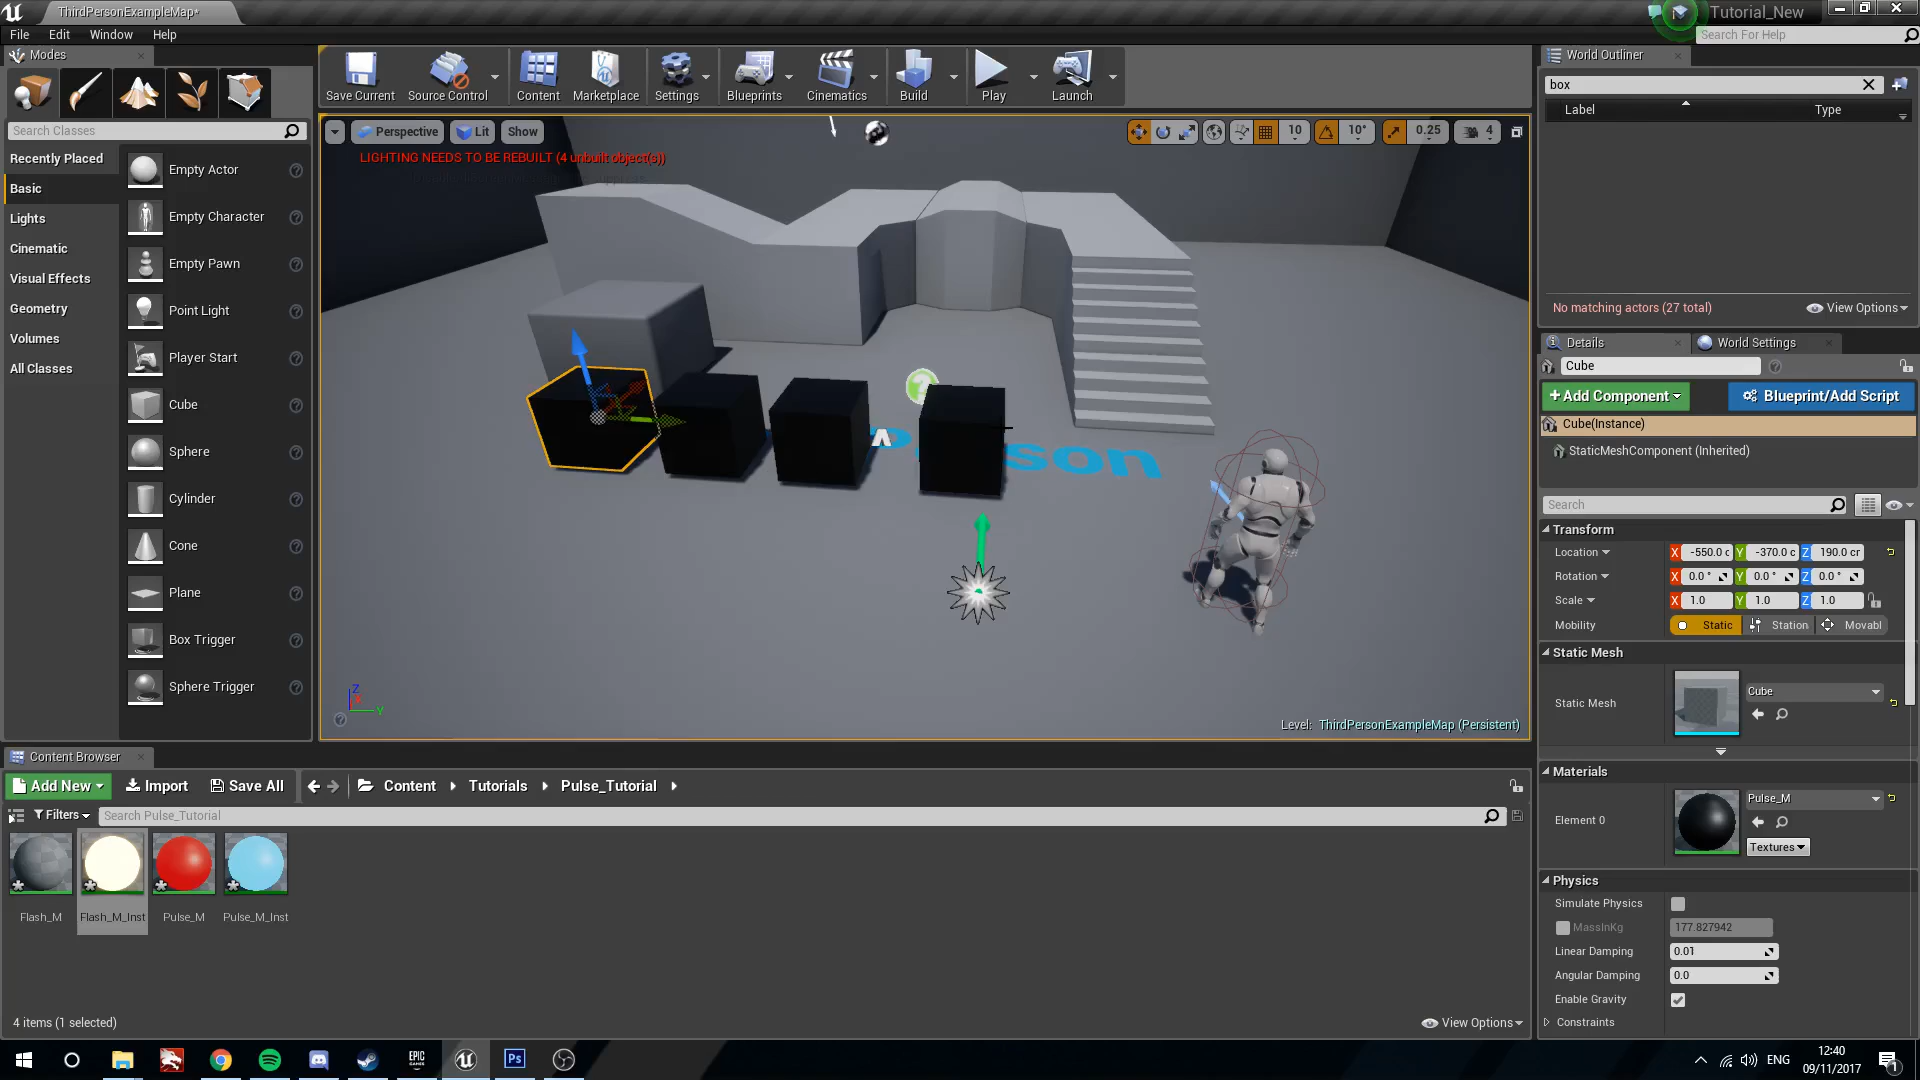 ThirdPersonExampleMap*
Tutorial_New
File Edit Window Help
Search For Help
Modes
Save Current
Source Control
Content
Marketplace
Settings
Blueprints
Cinematics
Build
Play
Launch
World Outliner
box
Label
Type
Search Classes
Recently Placed
Basic
Lights
Cinematic
Visual Effects
Geometry
Volumes
All Classes
Empty Actor
Empty Character
Empty Pawn
Point Light
Player Start
Cube
Sphere
Cylinder
Cone
Plane
Box Trigger
Sphere Trigger
Perspective
Lit
Show
10
10°
0.25
4
LIGHTING NEEDS TO BE REBUILT (4 unbuilt object(s))
Level: ThirdPersonExampleMap (Persistent)
No matching actors (27 total)
View Options
Details
World Settings
Cube
+Add Component
Blueprint/Add Script
Cube(Instance)
StaticMeshComponent (Inherited)
Search
Transform
Location X -550.0 c Y -370.0 c Z 190.0 cr
Rotation X 0.0 ° Y 0.0 ° Z 0.0 °
Scale X 1.0 Y 1.0 Z 1.0
Mobility Static Station Movabl
Static Mesh
Static Mesh
Cube
Materials
Element 0
Pulse_M
Textures
Physics
Simulate Physics
MassInKg 177.827942
Linear Damping 0.01
Angular Damping 0.0
Enable Gravity
Constraints
Content Browser
Add New
Import
Save All
Content
Tutorials
Pulse_Tutorial
Filters
Search Pulse_Tutorial
Flash_M
Flash_M_Inst
Pulse_M
Pulse_M_Inst
4 items (1 selected)
View Options
EPIC GAMES
Ps
ENG
12:40
09/11/2017
1